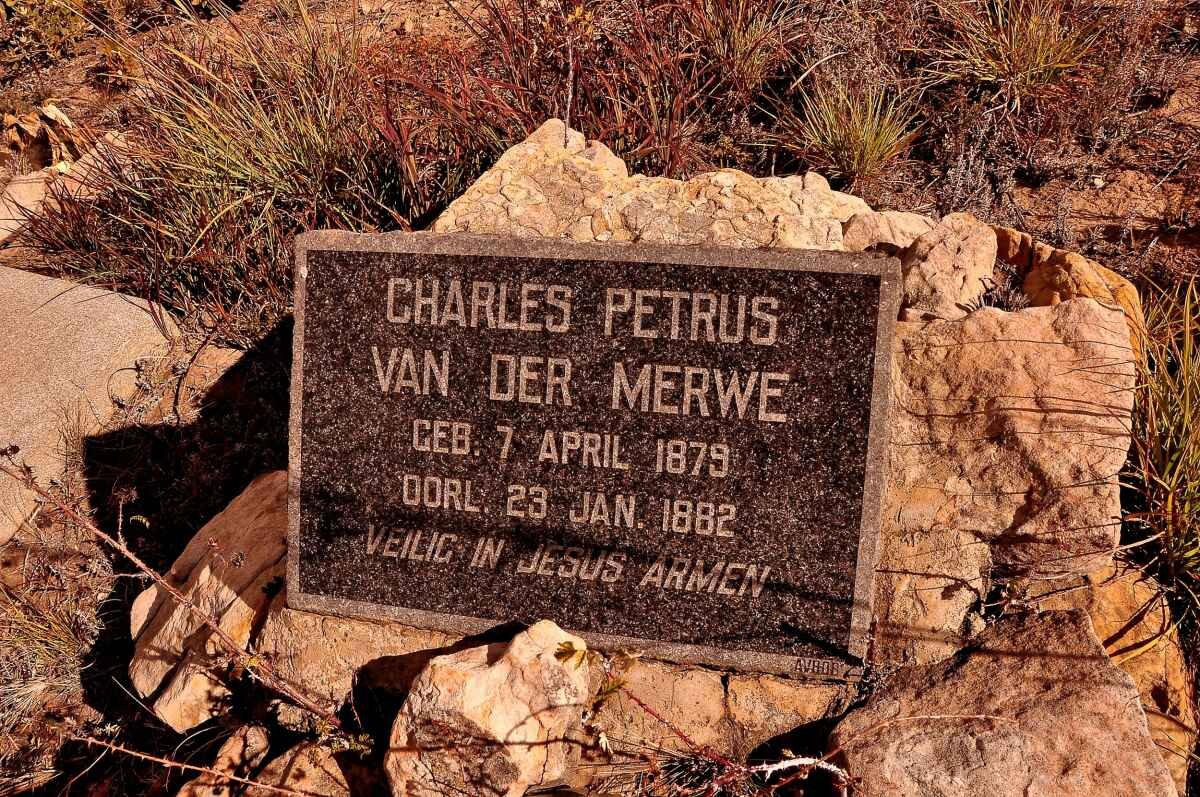 CHARLES PETRUS
VAN DER MERWE
GEB. 7 APRIL 1879
OORL. 23 JAN. 1882
VEILIG IN JESUS ARMEN